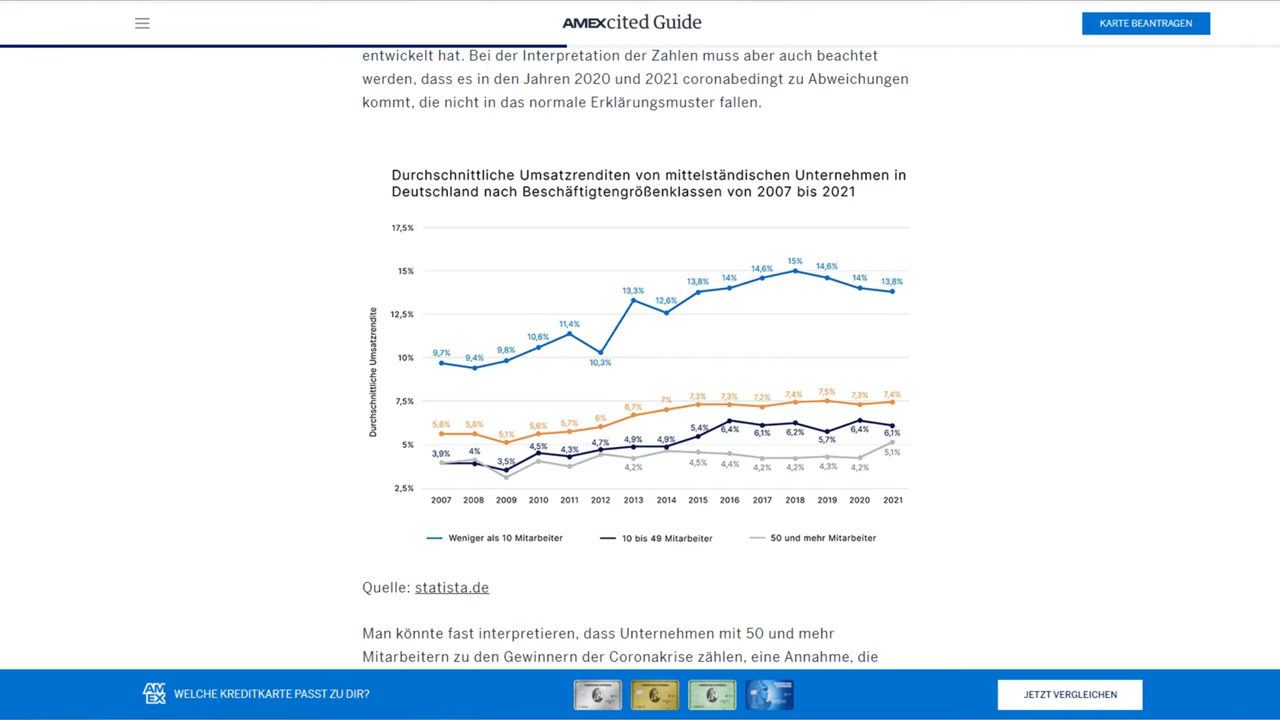 AMEXcited Guide
KARTE BEANTRAGEN
entwickelt hat. Bei der Interpretation der Zahlen muss aber auch beachtet
werden, dass es in den Jahren 2020 und 2021 coronabedingt zu Abweichungen
kommt, die nicht in das normale Erklärungsmuster fallen.
Durchschnittliche Umsatzrenditen von mittelständischen Unternehmen in
Deutschland nach Beschäftigtengrößenklassen von 2007 bis 2021
Durchschnittliche Umsatzrendite
17,5%
15%
12,5%
10%
7,5%
5%
2,5%
9,7% 9,4% 9,8% 10,6% 11,4% 10,3% 13,3% 12,6% 13,8% 14% 14,6% 15% 14,6% 14% 13,8%
5,6% 5,6% 5,1% 5,6% 5,7% 6% 6,7% 7% 7,3% 7,3% 7,2% 7,4% 7,5% 7,3% 7,4%
3,9% 4% 3,5% 4,5% 4,3% 4,7% 4,9% 4,9% 5,4% 6,4% 6,1% 6,2% 5,7% 6,4% 6,1%
4,2% 4,5% 4,4% 4,2% 4,2% 4,3% 4,2% 5,1%
2007 2008 2009 2010 2011 2012 2013 2014 2015 2016 2017 2018 2019 2020 2021
Weniger als 10 Mitarbeiter 10 bis 49 Mitarbeiter 50 und mehr Mitarbeiter
Quelle: statista.de
Man könnte fast interpretieren, dass Unternehmen mit 50 und mehr
Mitarbeitern zu den Gewinnern der Coronakrise zählen, eine Annahme, die
AM
EX
WELCHE KREDITKARTE PASST ZU DIR?
JETZT VERGLEICHEN